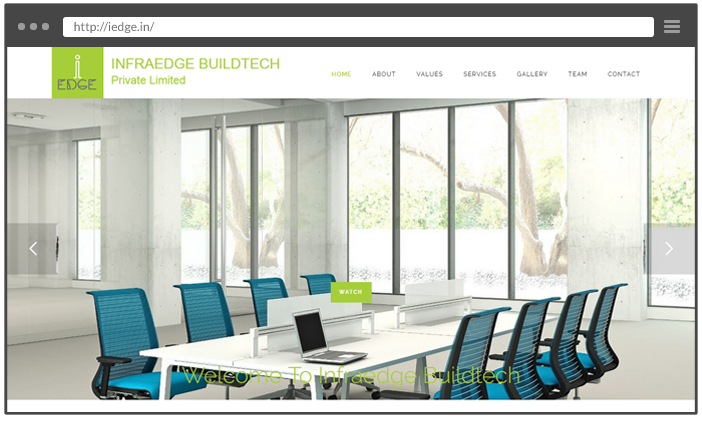 http://iedge.in/
i
EDGE
INFRAEDGE BUILDTECH
Private Limited
HOME ABOUT VALUES SERVICES GALLERY TEAM CONTACT
WATCH
Welcome To Infraedge Buildtech